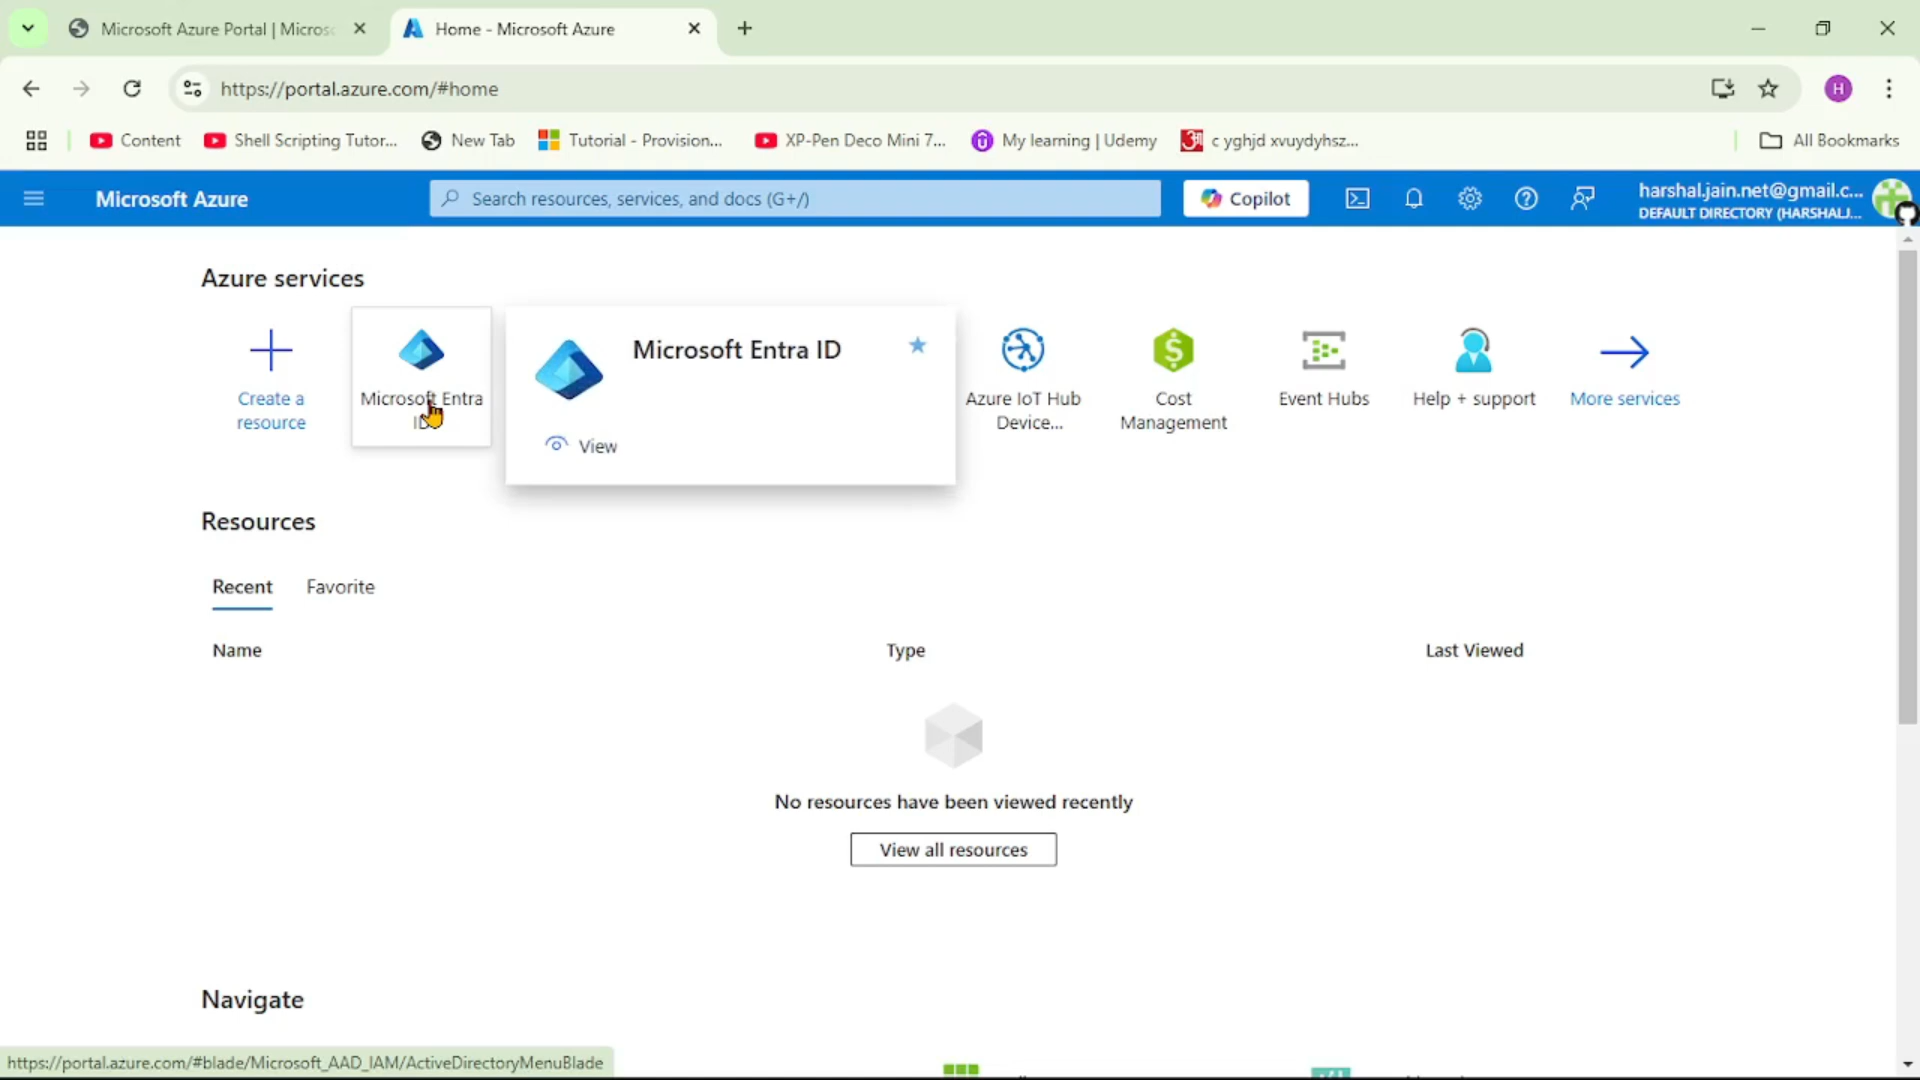 Microsoft Azure Portal | Micros
Home - Microsoft Azure
https://portal.azure.com/#home
H
Content
Shell Scripting Tutor...
New Tab
Tutorial - Provision...
XP-Pen Deco Mini 7...
My learning | Udemy
c yghjd xvuydyhsz...
All Bookmarks
Microsoft Azure
Search resources, services, and docs (G+/)
Copilot
harshal.jain.net@gmail.c...
DEFAULT DIRECTORY (HARSHALJ...
Azure services
Create a
resource
Microsoft Entra
ID
Microsoft Entra ID
View
Azure IoT Hub
Device...
Cost
Management
Event Hubs
Help + support
More services
Resources
Recent
Favorite
Name
Type
Last Viewed
No resources have been viewed recently
View all resources
Navigate
https://portal.azure.com/#blade/Microsoft_AAD_IAM/ActiveDirectoryMenuBlade